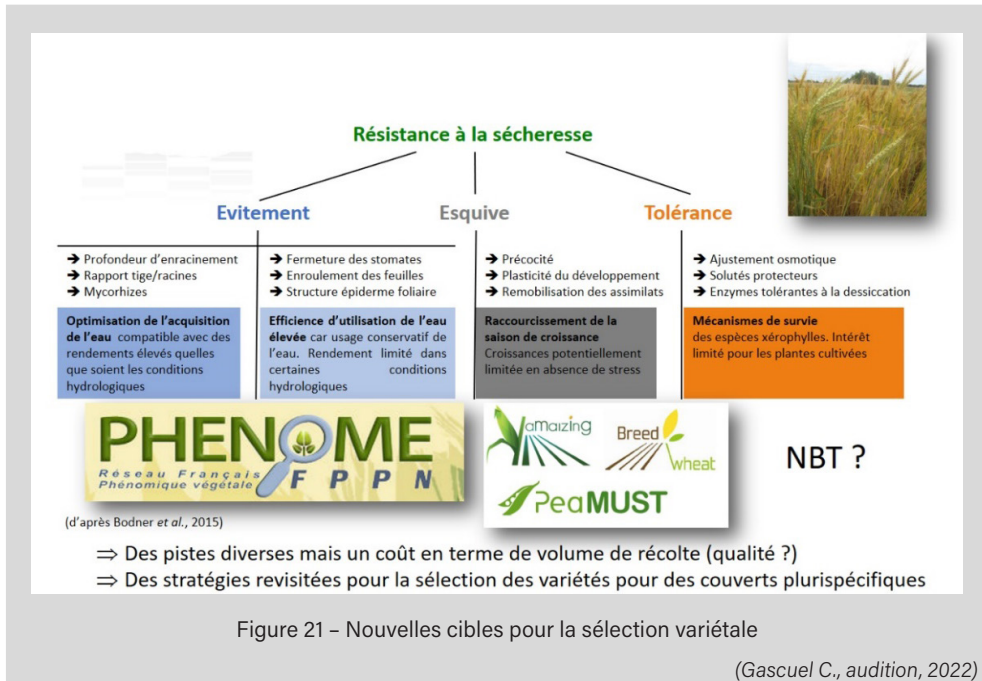 Résistance à la sécheresse
Evitement
Esquive
Tolérance
➔ Profondeur d'enracinement
➔ Rapport tige/racines
➔ Mycorhizes
➔ Fermeture des stomates
➔ Enroulement des feuilles
➔ Structure épiderme foliaire
➔ Précocité
➔ Plasticité du développement
➔ Remobilisation des assimilats
➔ Ajustement osmotique
➔ Solutés protecteurs
➔ Enzymes tolérantes à la dessiccation
Optimisation de l'acquisition
de l'eau compatible avec des
rendements élevés quelles
que soient les conditions
hydrologiques
Efficience d'utilisation de l'eau
élevée car usage conservatif de
l'eau. Rendement limité dans
certaines conditions
hydrologiques
Raccourcissement de la
saison de croissance
Croissances potentiellement
limitée en absence de stress
Mécanismes de survie
des espèces xérophylles. Intérêt
limité pour les plantes cultivées
PHENOME
Réseau Français
Phénomique végétale
FPPN
Amaizing
Breed
wheat
PeaMUST
NBT ?
(d'après Bodner et al., 2015)
⇒ Des pistes diverses mais un coût en terme de volume de récolte (qualité ?)
⇒ Des stratégies revisitées pour la sélection des variétés pour des couverts plurispécifiques
Figure 21 – Nouvelles cibles pour la sélection variétale
(Gascuel C., audition, 2022)